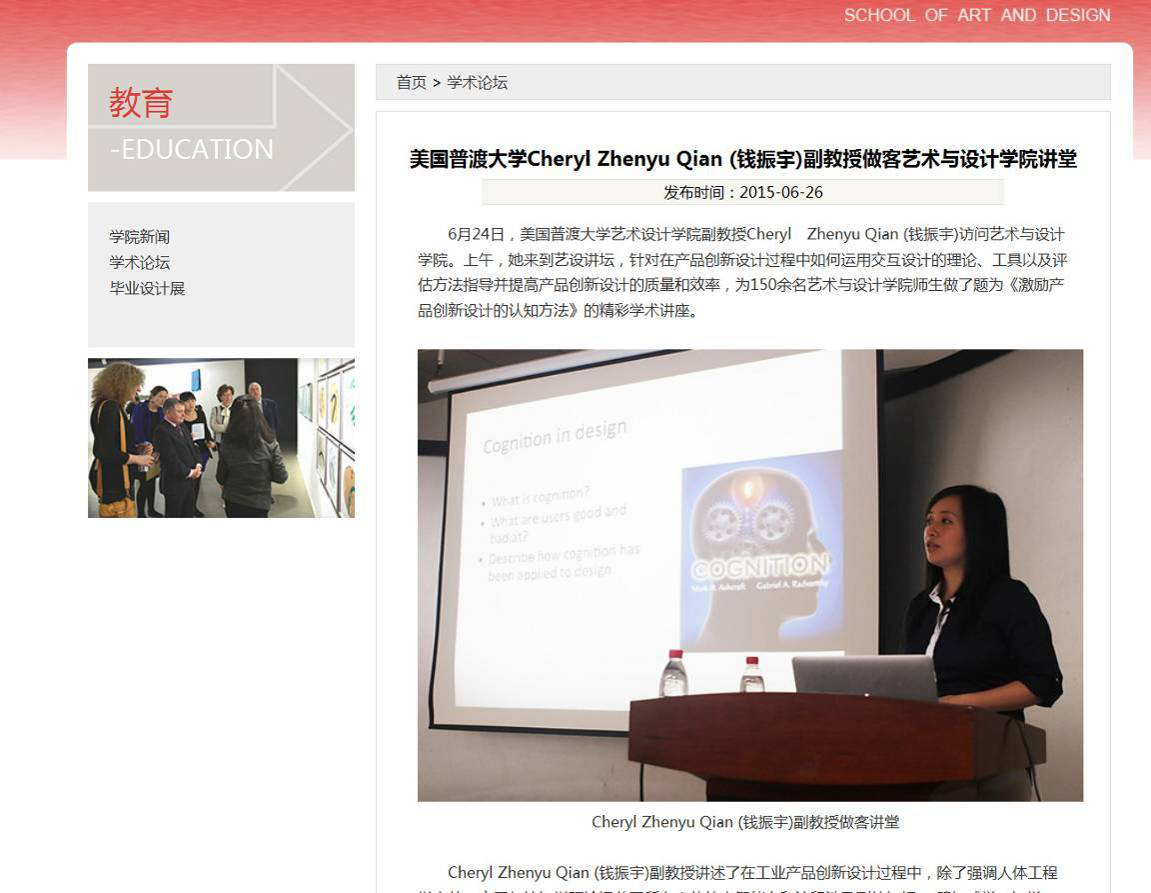 SCHOOL OF ART AND DESIGN
教育
-EDUCATION
学院新闻
学术论坛
毕业设计展
首页 > 学术论坛
美国普渡大学Cheryl Zhenyu Qian (钱振宇)副教授做客艺术与设计学院讲堂
发布时间：2015-06-26
6月24日，美国普渡大学艺术设计学院副教授Cheryl Zhenyu Qian (钱振宇)访问艺术与设计
学院。上午，她来到艺设讲坛，针对在产品创新设计过程中如何运用交互设计的理论、工具以及评
估方法指导并提高产品创新设计的质量和效率，为150余名艺术与设计学院师生做了题为《激励产
品创新设计的认知方法》的精彩学术讲座。
Cognition in design
• What is cognition?
• What are users good and
bad at?
• Describe how cognition has
been applied to design
COGNITION
Mark H. Ashcraft Gabriel A. Radvansky
Cheryl Zhenyu Qian (钱振宇)副教授做客讲堂
Cheryl Zhenyu Qian (钱振宇)副教授讲述了在工业产品创新设计过程中，除了强调人体工程